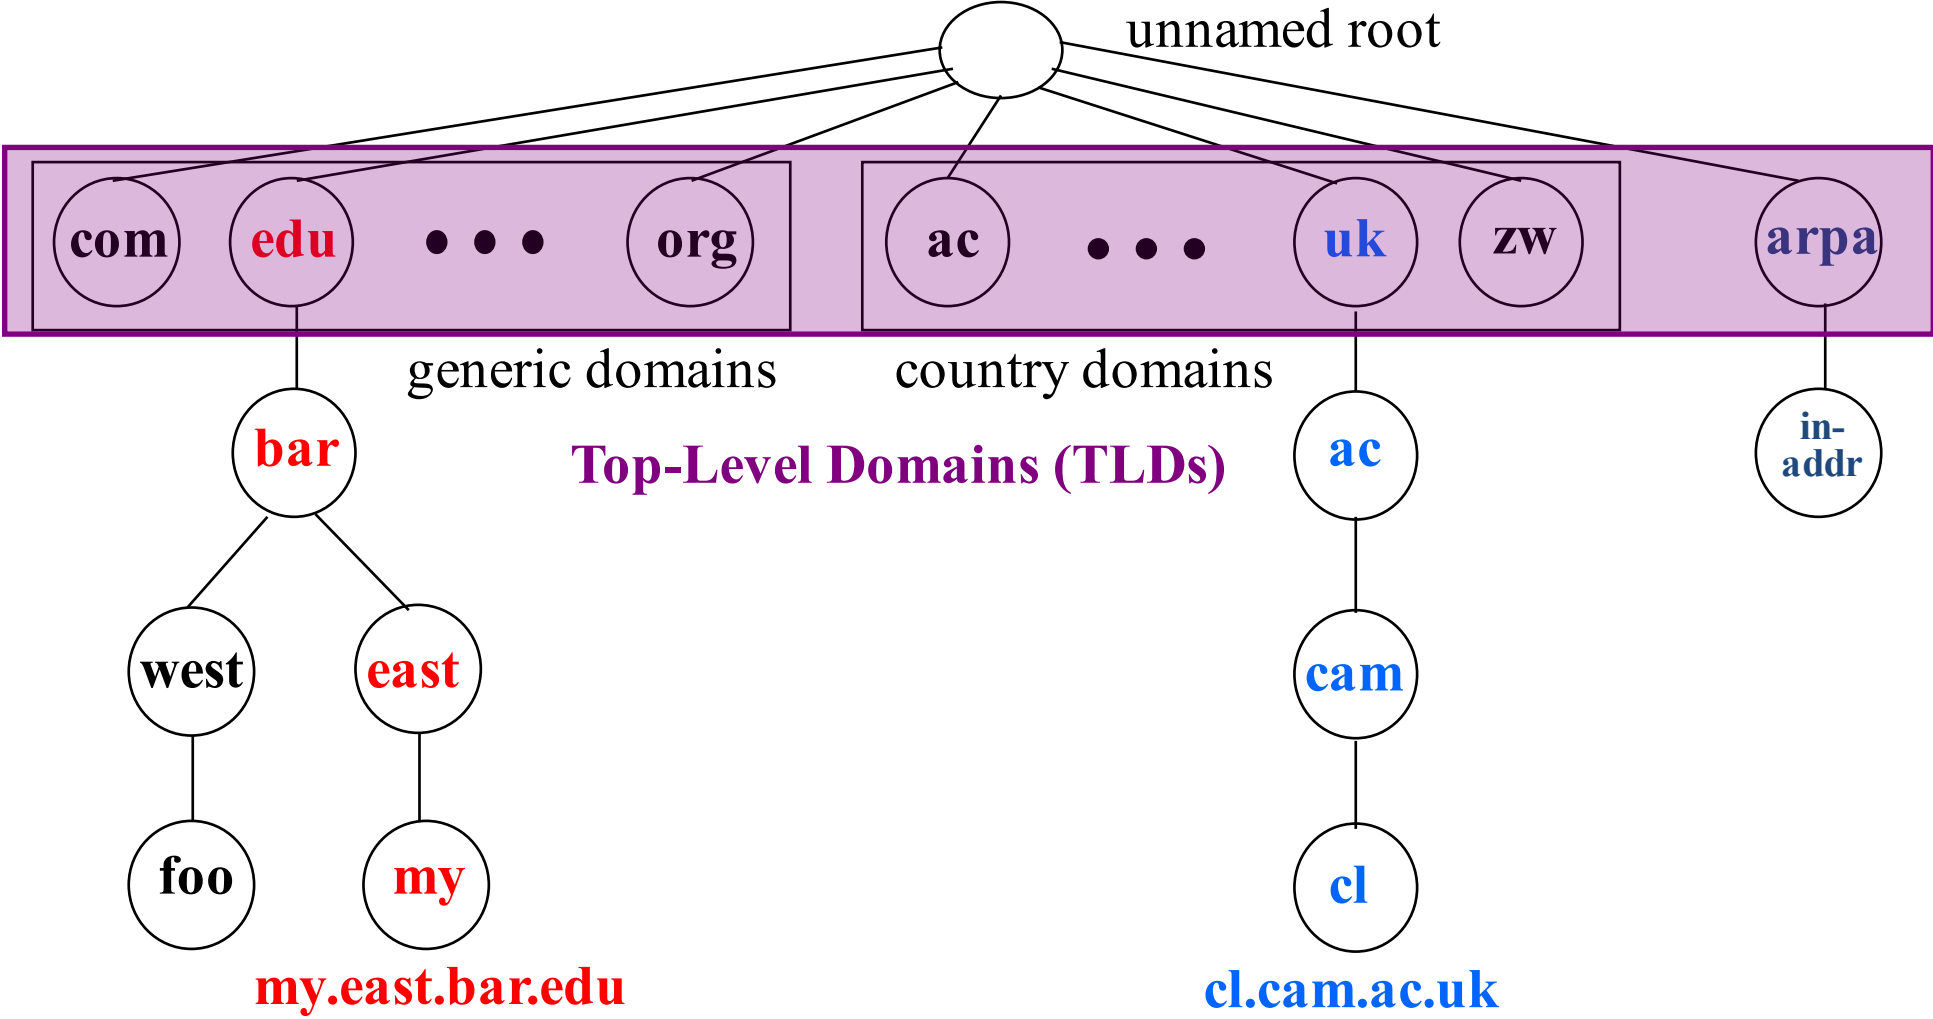 unnamed root
com
edu
•••
org
ac
•••
uk
zw
arpa
generic domains
country domains
bar
Top-Level Domains (TLDs)
ac
in-
addr
west
east
cam
foo
my
cl
my.east.bar.edu
cl.cam.ac.uk